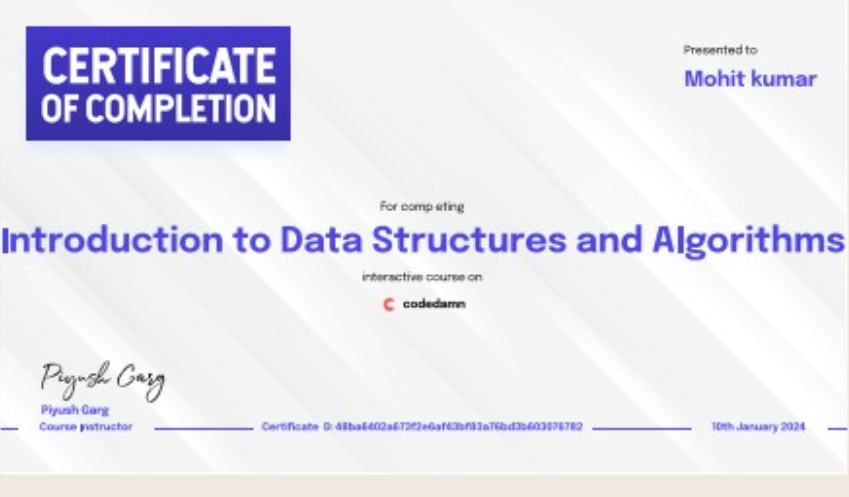 CERTIFICATE
OF COMPLETION
Presented to
Mohit kumar
For completing
Introduction to Data Structures and Algorithms
interactive course on
codedamn
Piyush Garg
Piyush Garg
Course Instructor
Certificate ID:
10th January 2024